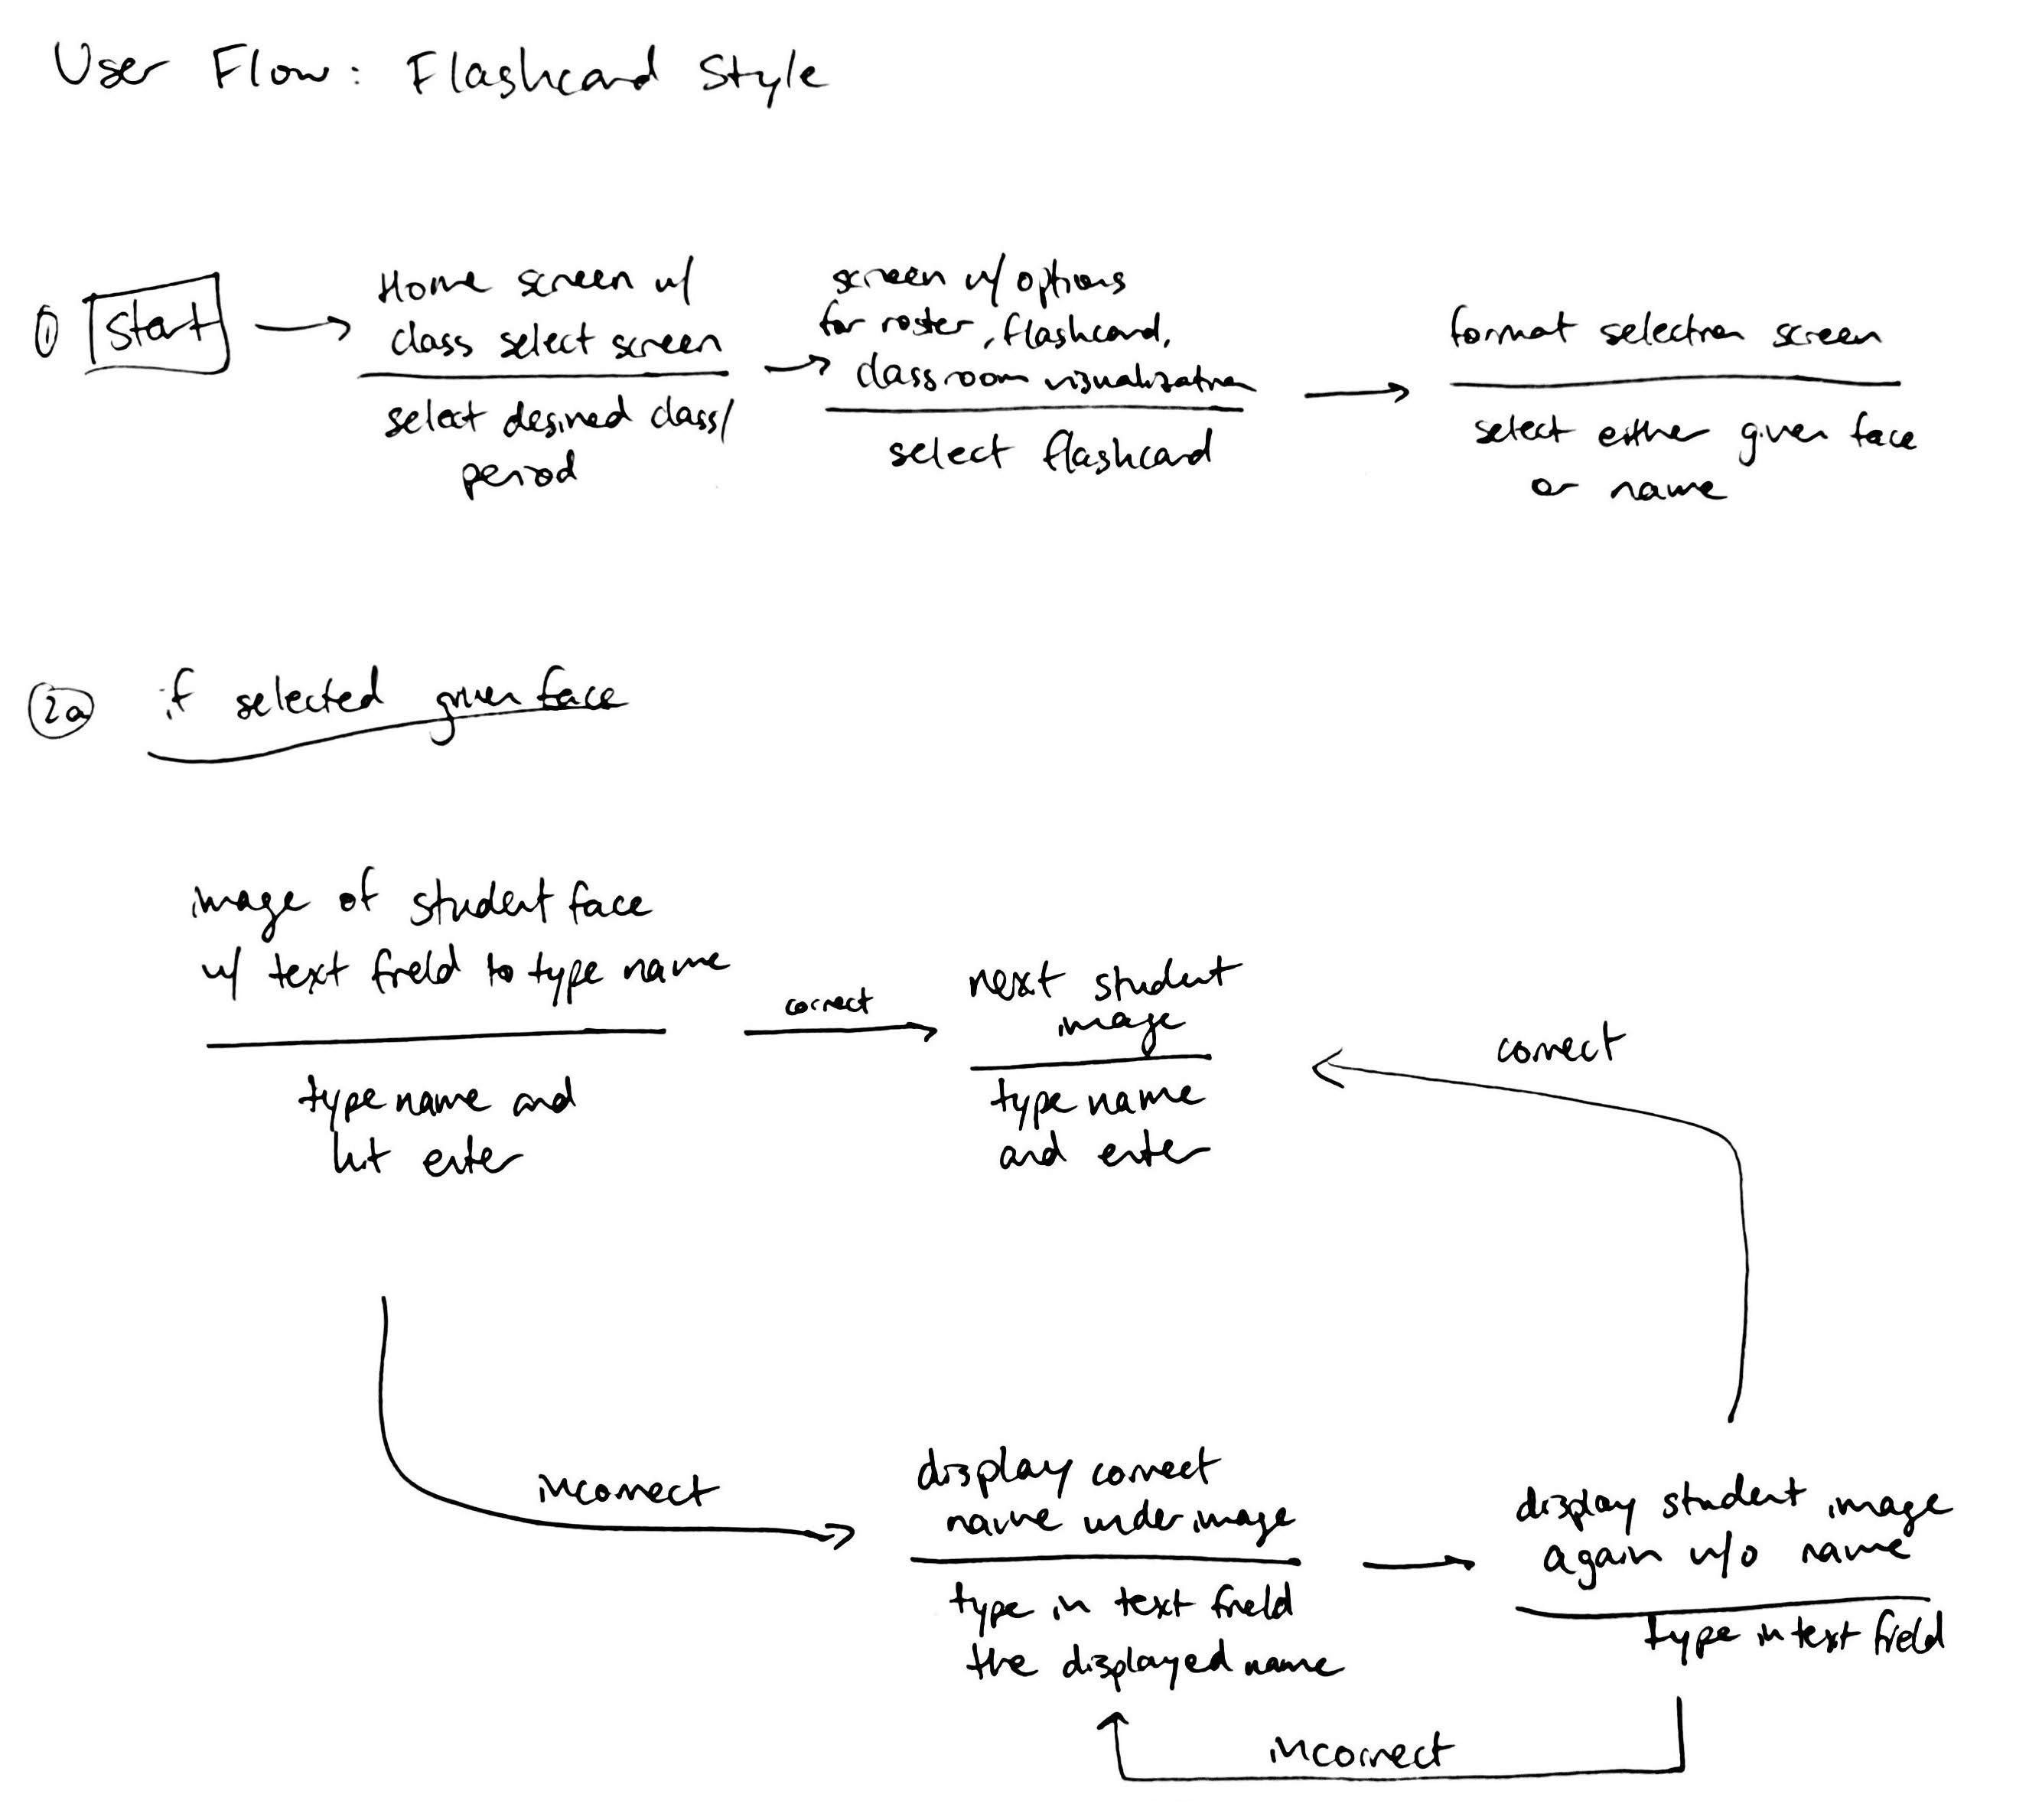 User Flow: Flashcard Style
① Start
Home screen w/
class select screen
select desired class/
period
screen w/ options
for roster, flashcard,
classroom visualization
select flashcard
format selection screen
select either given face
or name
2a if selected given face
image of student face
w/ text field to type name
type name and
hit enter
correct
next student
image
type name
and enter
correct
incorrect
display correct
name under image
type in text field
the displayed name
display student image
again w/o name
type in text field
incorrect